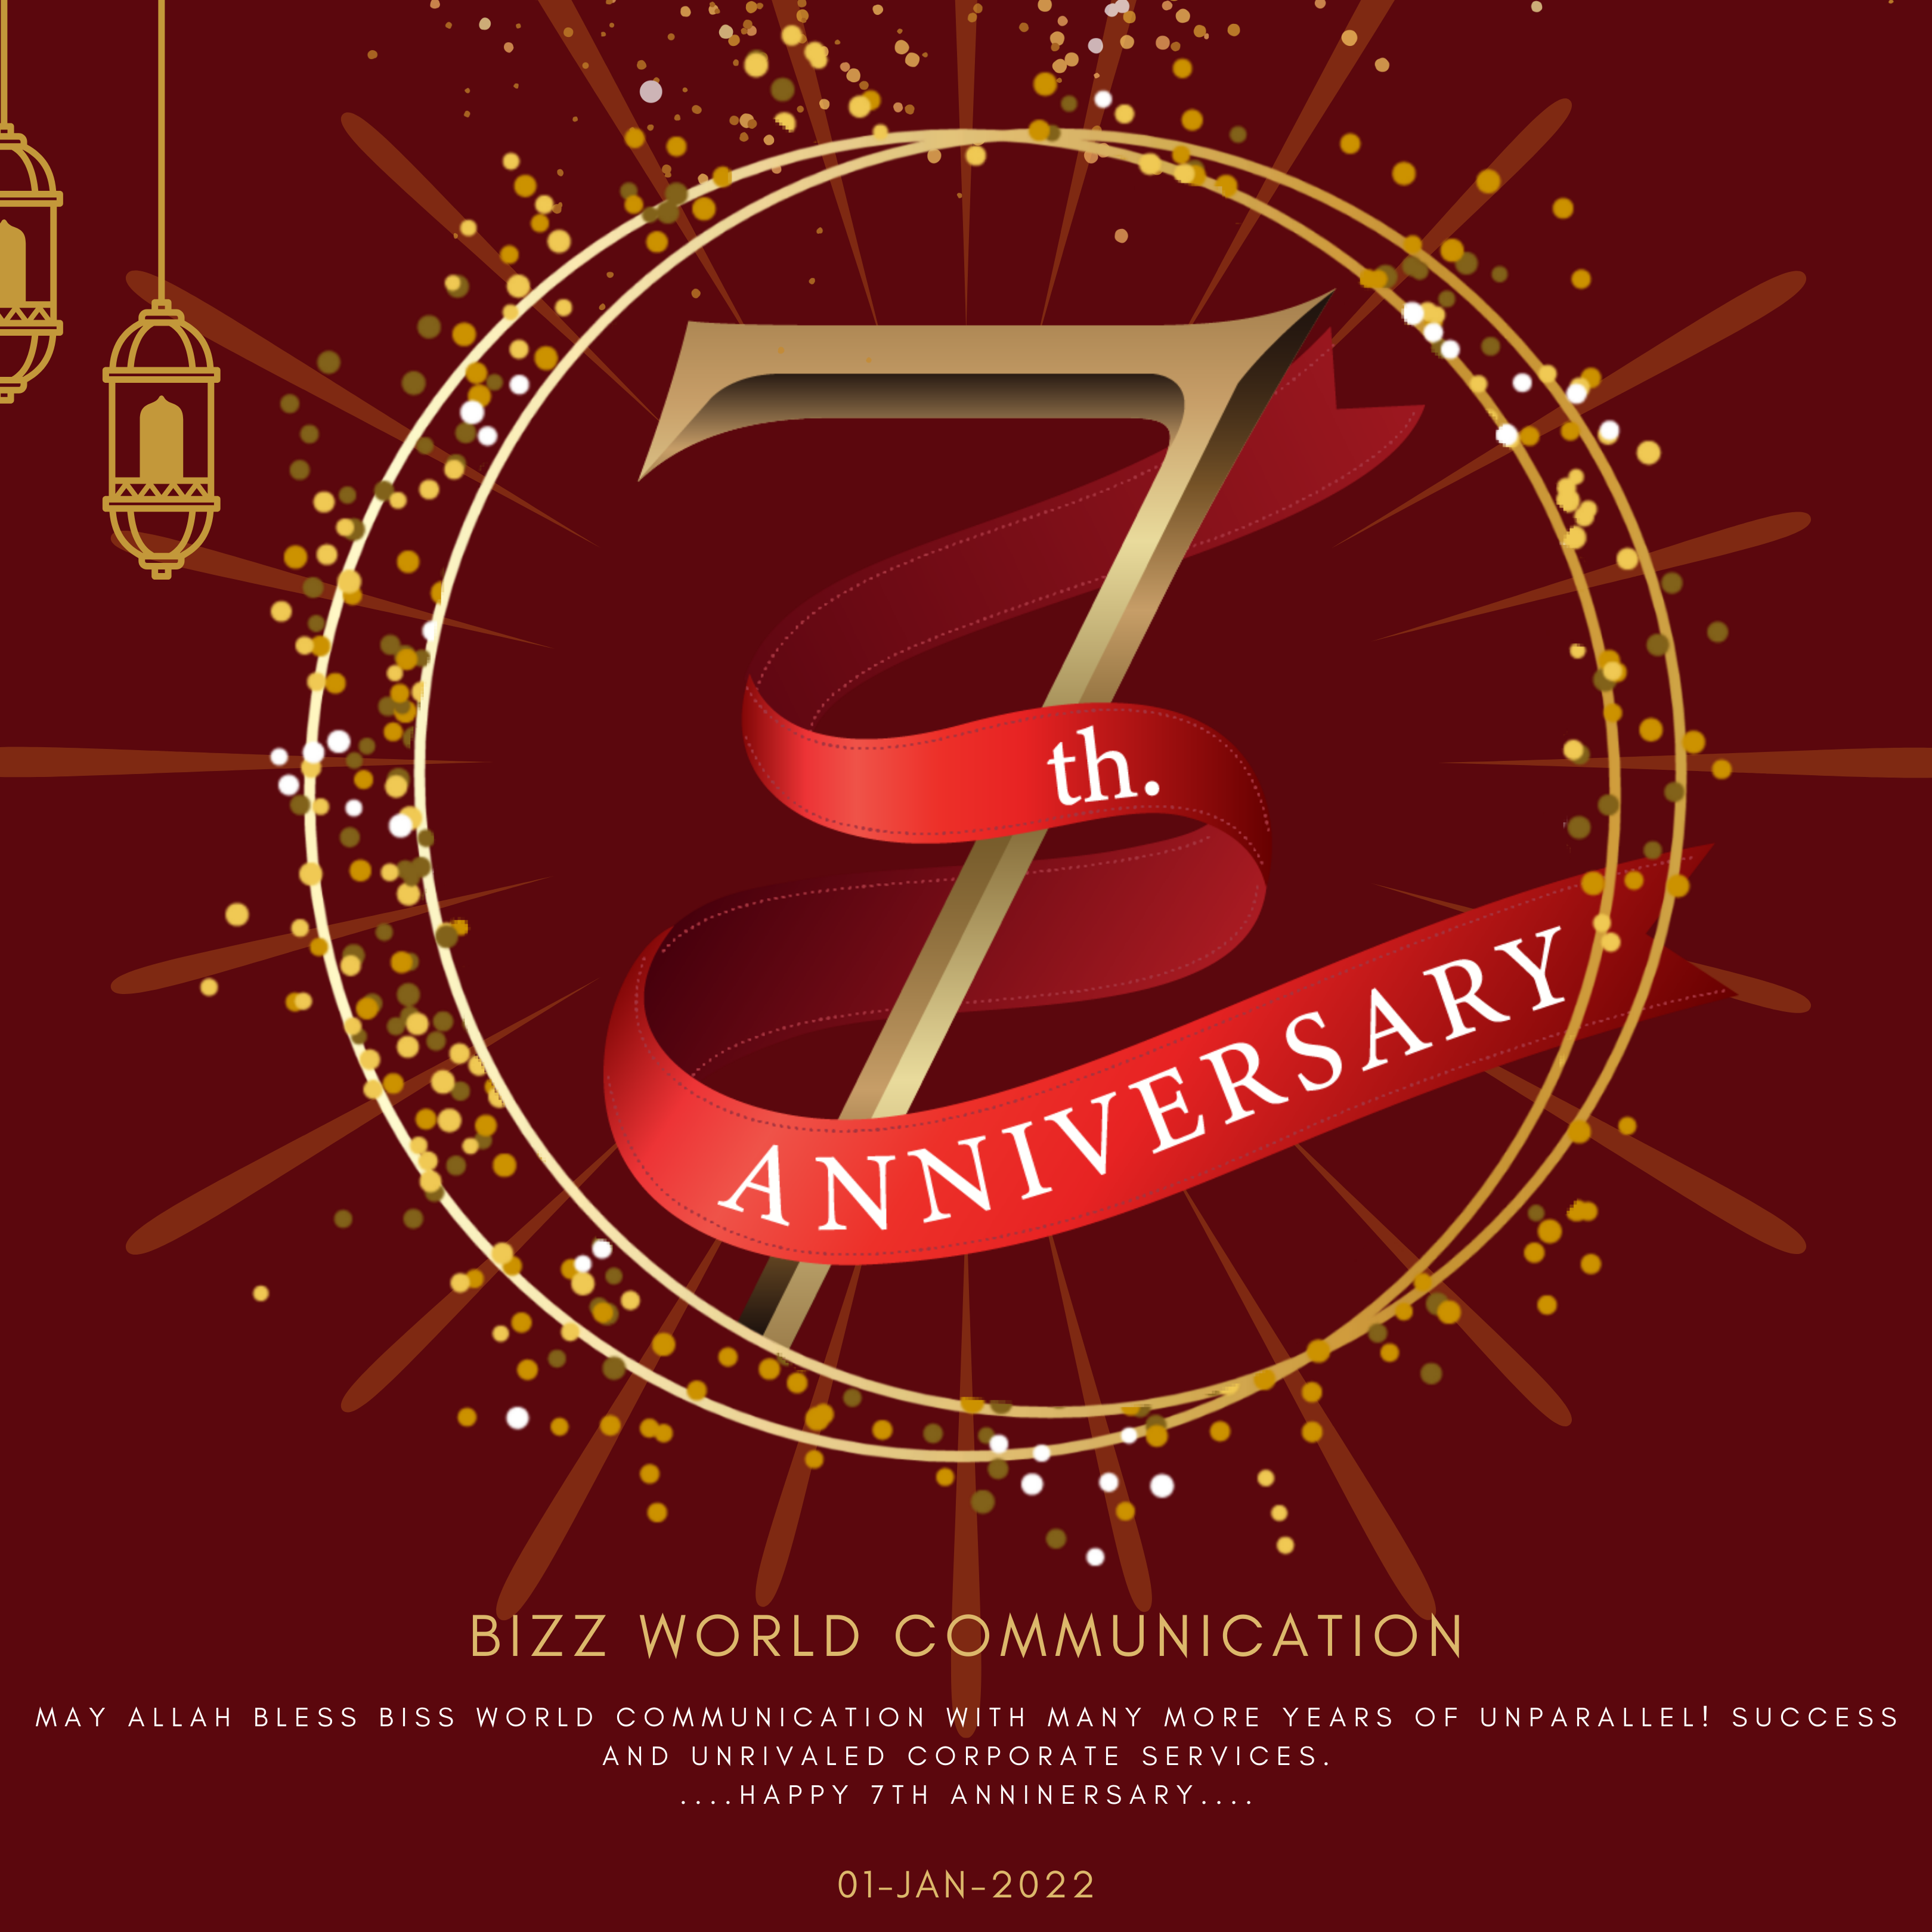 7
th.
ANNIVERSARY
BIZZ WORLD COMMUNICATION
MAY ALLAH BLESS BISS WORLD COMMUNICATION WITH MANY MORE YEARS OF UNPARALLEL! SUCCESS
AND UNRIVALED CORPORATE SERVICES.
....HAPPY 7TH ANNINERSARY....
01-JAN-2022